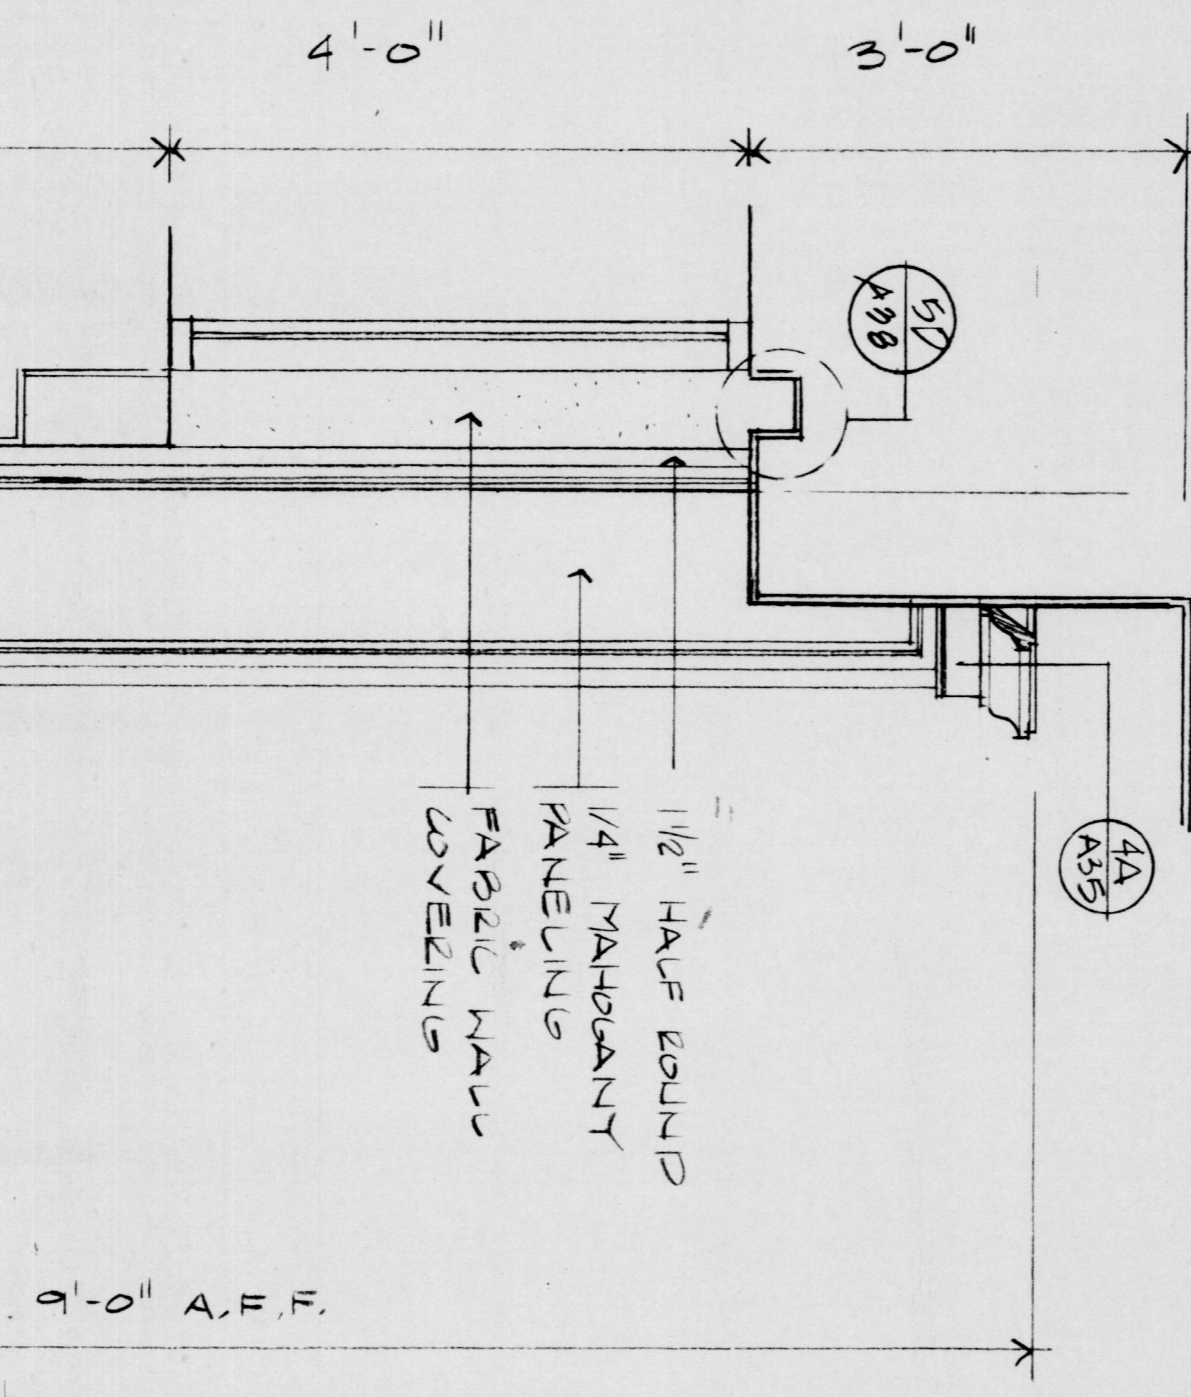 4'-0"
3'-0"
5D
A38
1 1/2" HALF ROUND
1/4" MAHOGANY
PANELING
FABRIC WALL
COVERING
4A
A35
9'-0" A.F.F.